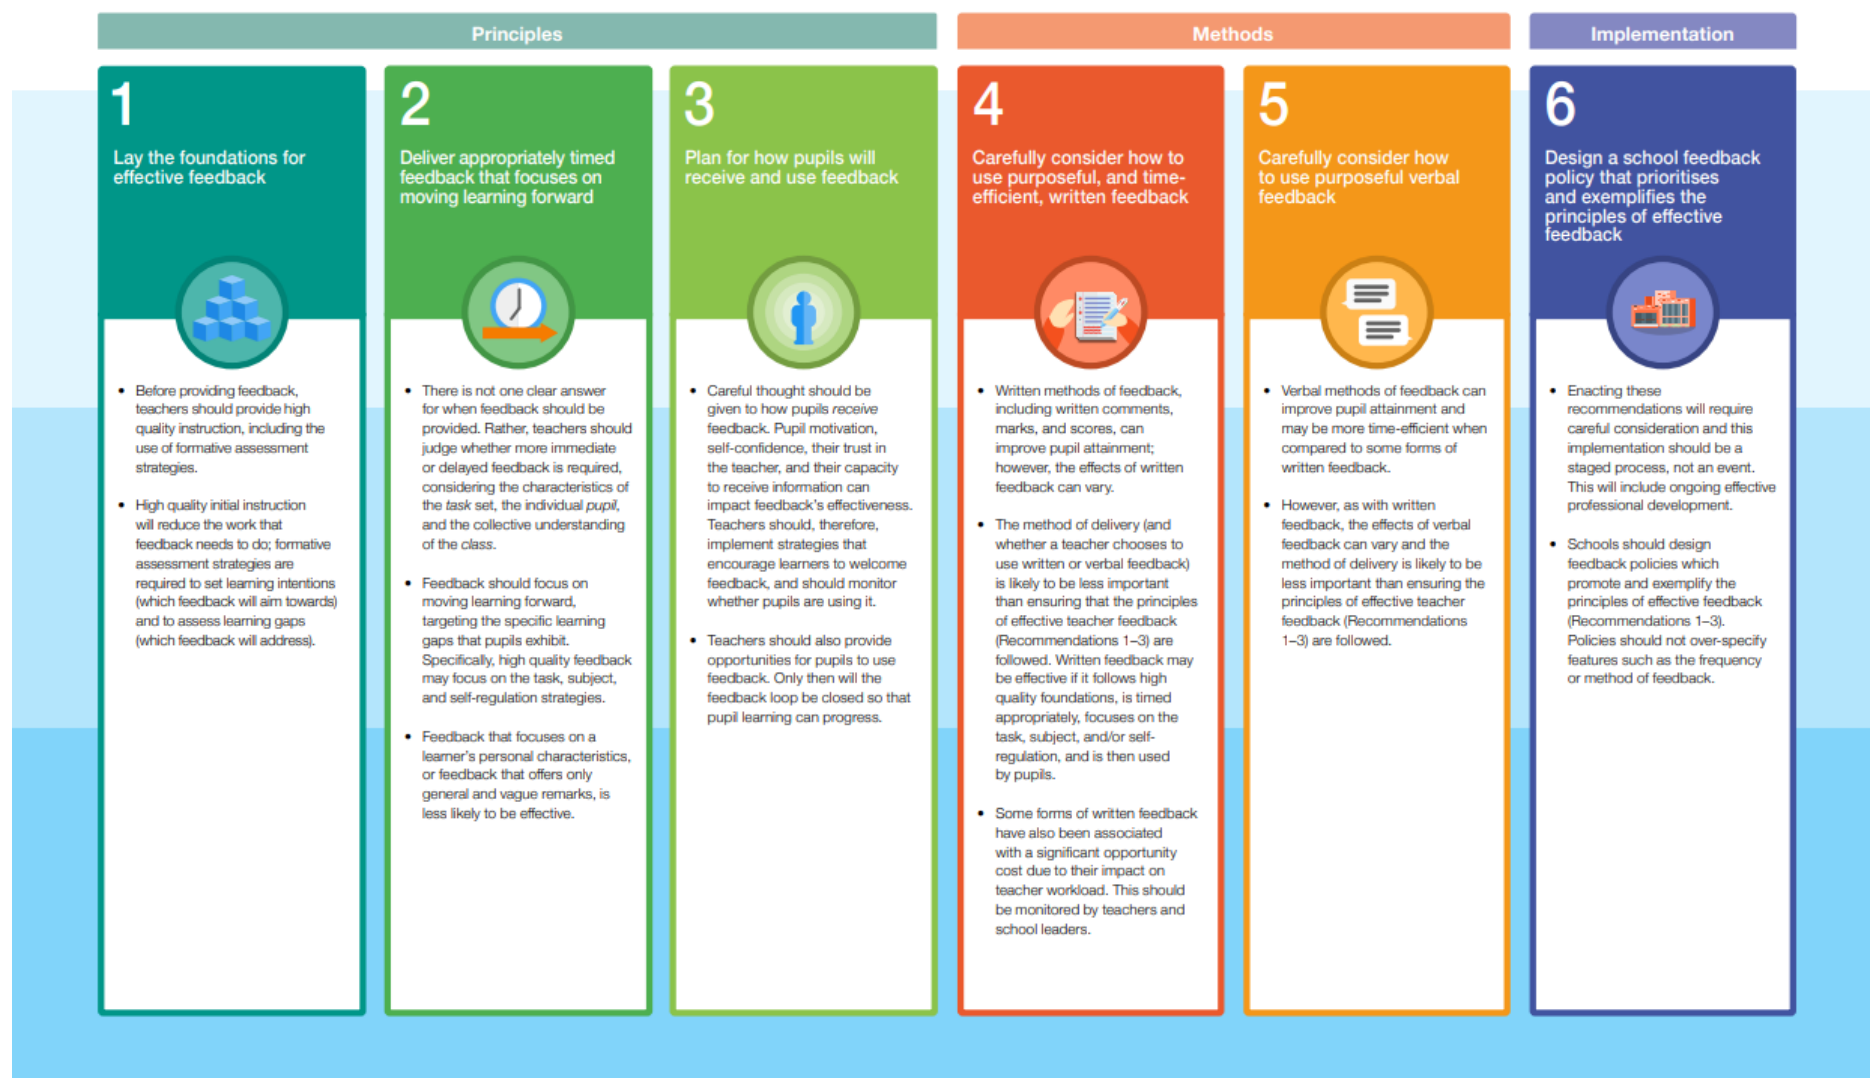 Principles
Methods
Implementation
1
Lay the foundations for
effective feedback
• Before providing feedback,
teachers should provide high
quality instruction, including the
use of formative assessment
strategies.
• High quality initial instruction
will reduce the work that
feedback needs to do; formative
assessment strategies are
required to set learning intentions
(which feedback will aim towards)
and to assess learning gaps
(which feedback will address).
2
Deliver appropriately timed
feedback that focuses on
moving learning forward
• There is not one clear answer
for when feedback should be
provided. Rather, teachers should
judge whether more immediate
or delayed feedback is required,
considering the characteristics of
the task set, the individual pupil,
and the collective understanding
of the class.
• Feedback should focus on
moving learning forward,
targeting the specific learning
gaps that pupils exhibit.
Specifically, high quality feedback
may focus on the task, subject,
and self-regulation strategies.
• Feedback that focuses on a
learner's personal characteristics,
or feedback that offers only
general and vague remarks, is
less likely to be effective.
3
Plan for how pupils will
receive and use feedback
• Careful thought should be
given to how pupils receive
feedback. Pupil motivation,
self-confidence, their trust in
the teacher, and their capacity
to receive information can
impact feedback's effectiveness.
Teachers should, therefore,
implement strategies that
encourage learners to welcome
feedback, and should monitor
whether pupils are using it.
• Teachers should also provide
opportunities for pupils to use
feedback. Only then will the
feedback loop be closed so that
pupil learning can progress.
4
Carefully consider how to
use purposeful, and time-
efficient, written feedback
• Written methods of feedback,
including written comments,
marks, and scores, can
improve pupil attainment;
however, the effects of written
feedback can vary.
• The method of delivery (and
whether a teacher chooses to
use written or verbal feedback)
is likely to be less important
than ensuring that the principles
of effective teacher feedback
(Recommendations 1–3) are
followed. Written feedback may
be effective if it follows high
quality foundations, is timed
appropriately, focuses on the
task, subject, and/or self-
regulation, and is then used
by pupils.
• Some forms of written feedback
have also been associated
with a significant opportunity
cost due to their impact on
teacher workload. This should
be monitored by teachers and
school leaders.
5
Carefully consider how
to use purposeful verbal
feedback
• Verbal methods of feedback can
improve pupil attainment and
may be more time-efficient when
compared to some forms of
written feedback.
• However, as with written
feedback, the effects of verbal
feedback can vary and the
method of delivery is likely to be
less important than ensuring the
principles of effective teacher
feedback (Recommendations
1–3) are followed.
6
Design a school feedback
policy that prioritises
and exemplifies the
principles of effective
feedback
• Enacting these
recommendations will require
careful consideration and this
implementation should be a
staged process, not an event.
This will include ongoing effective
professional development.
• Schools should design
feedback policies which
promote and exemplify the
principles of effective feedback
(Recommendations 1–3).
Policies should not over-specify
features such as the frequency
or method of feedback.